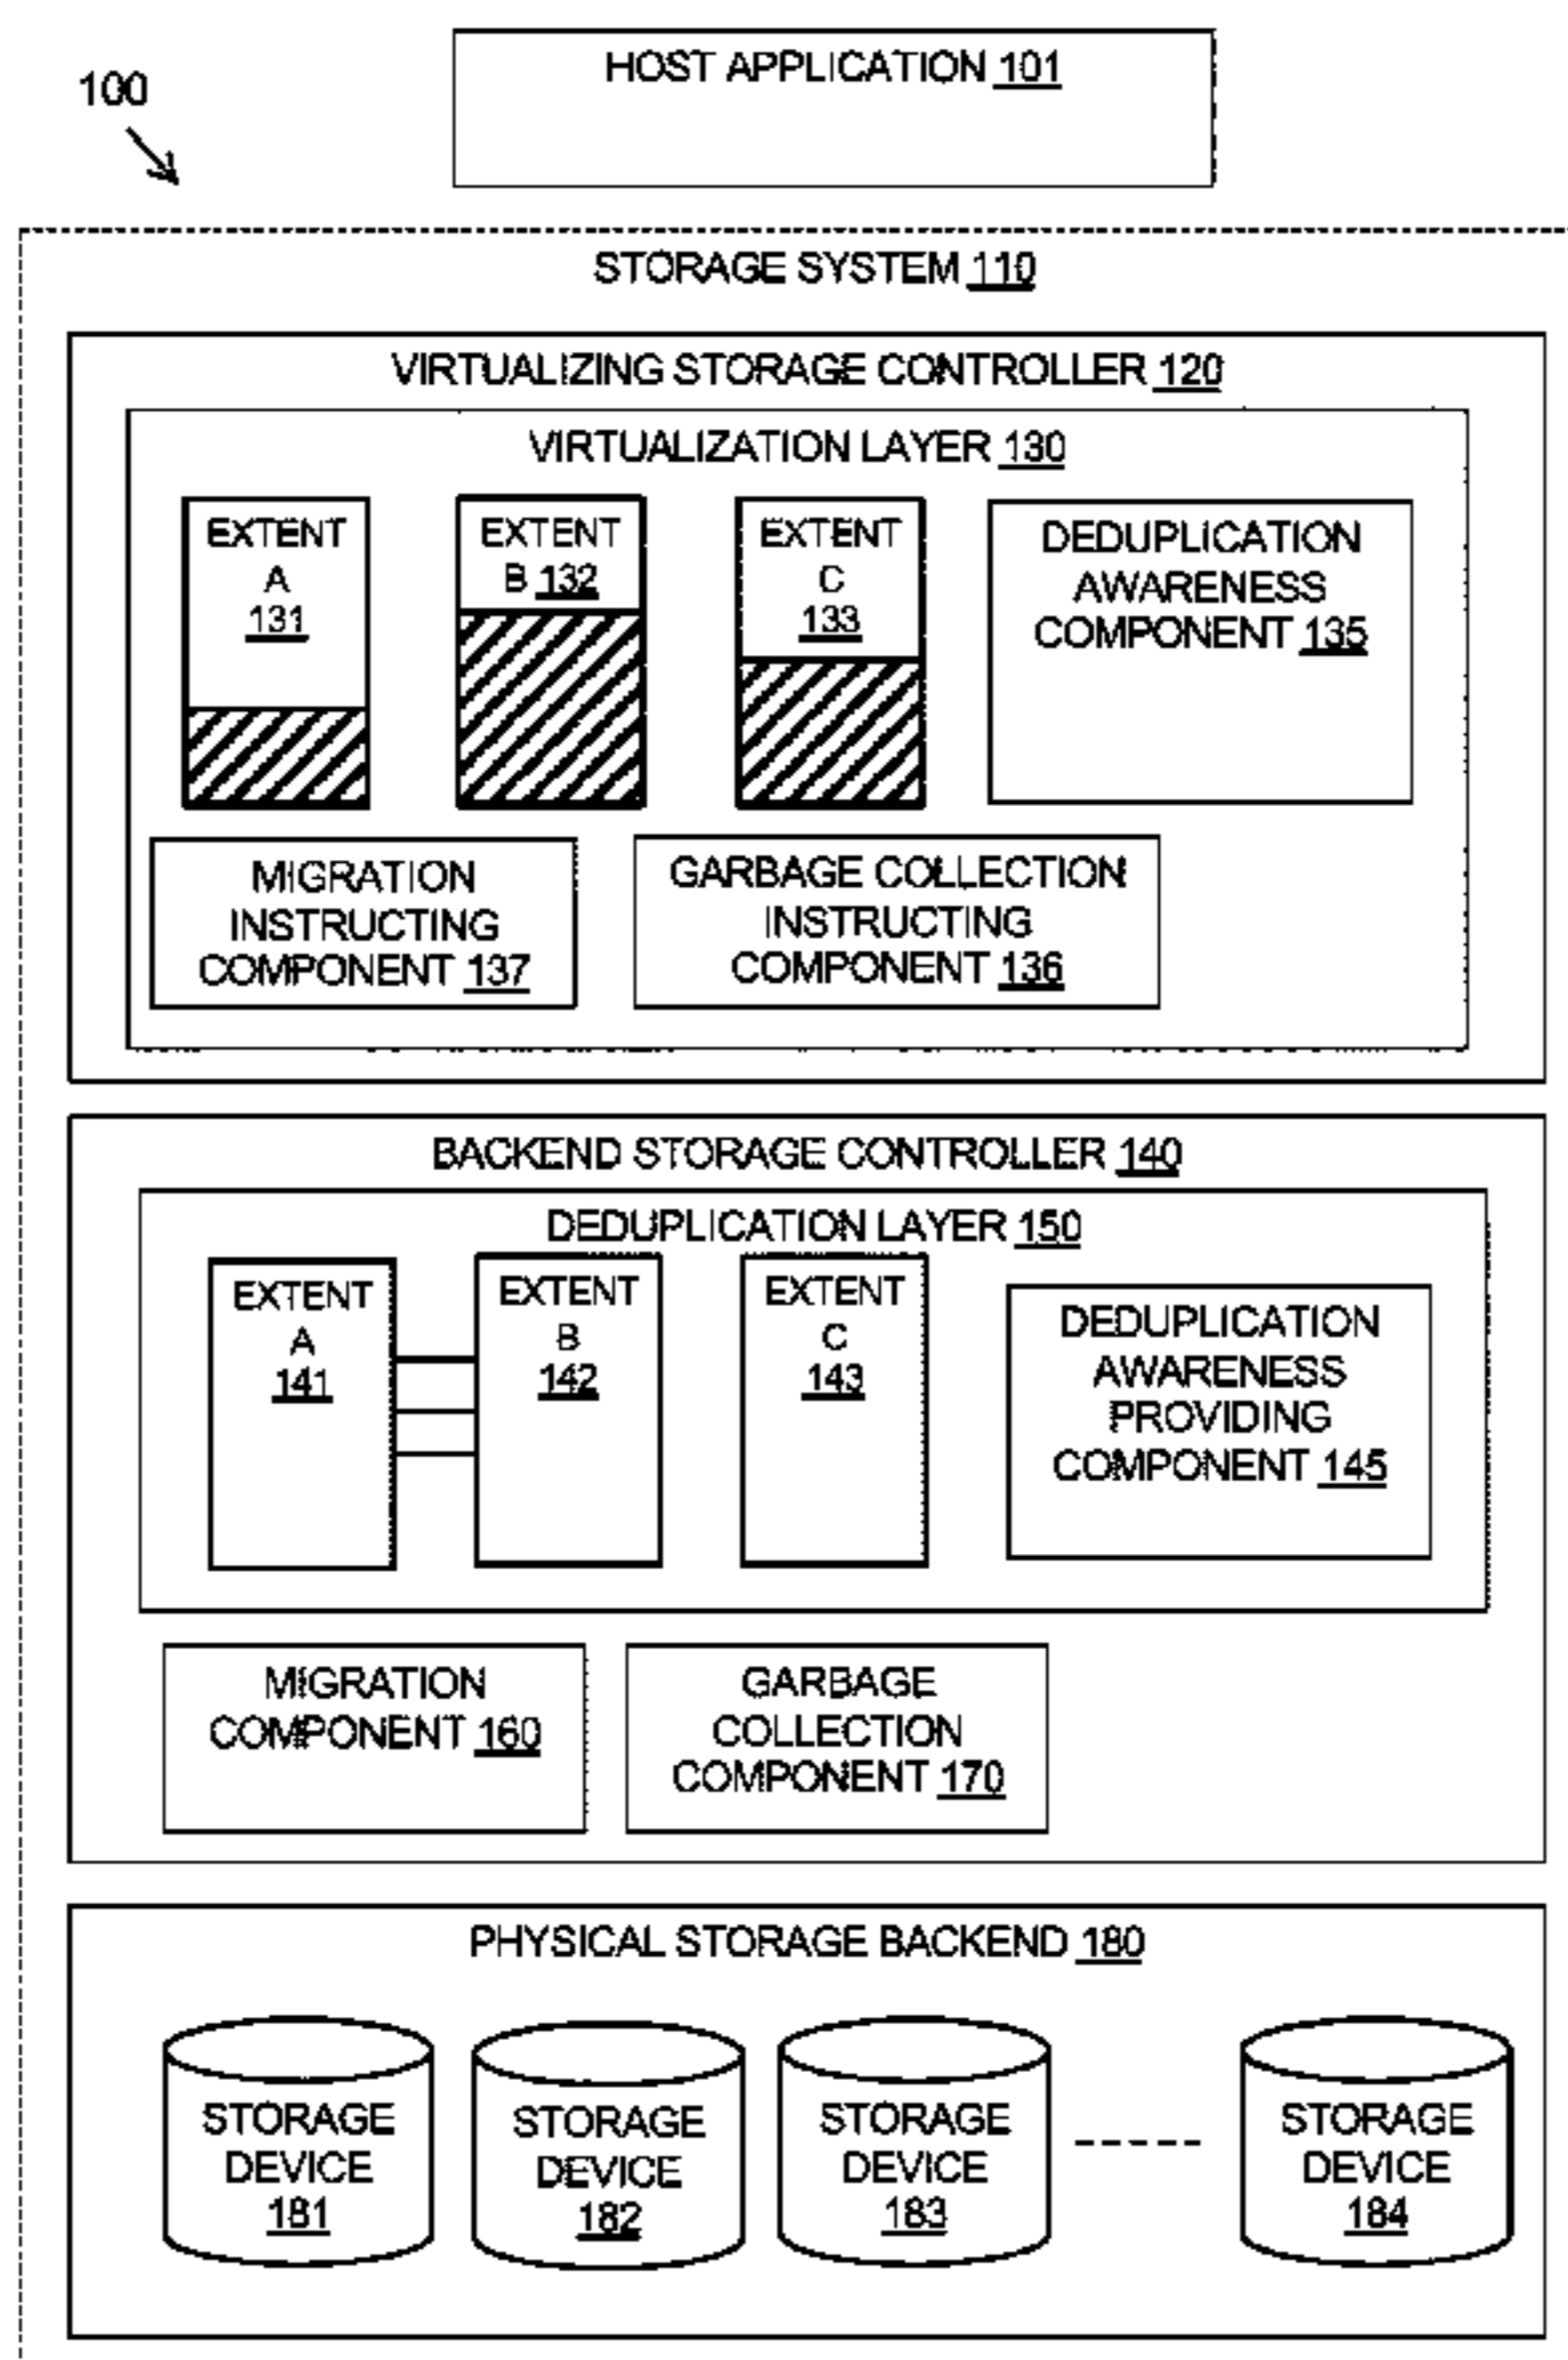 HOST APPLICATION 101
100
STORAGE SYSTEM 110
VIRTUALIZING STORAGE CONTROLLER 120
VIRTUALIZATION LAYER 130
EXTENT
A
131
EXTENT
B 132
EXTENT
C
133
DEDUPLICATION
AWARENESS
COMPONENT 135
MIGRATION
INSTRUCTING
COMPONENT 137
GARBAGE COLLECTION
INSTRUCTING
COMPONENT 136
BACKEND STORAGE CONTROLLER 140
DEDUPLICATION LAYER 150
EXTENT
A
141
EXTENT
B
142
EXTENT
C
143
DEDUPLICATION
AWARENESS
PROVIDING
COMPONENT 145
MIGRATION
COMPONENT 160
GARBAGE
COLLECTION
COMPONENT 170
PHYSICAL STORAGE BACKEND 180
STORAGE
DEVICE
181
STORAGE
DEVICE
182
STORAGE
DEVICE
183
STORAGE
DEVICE
184